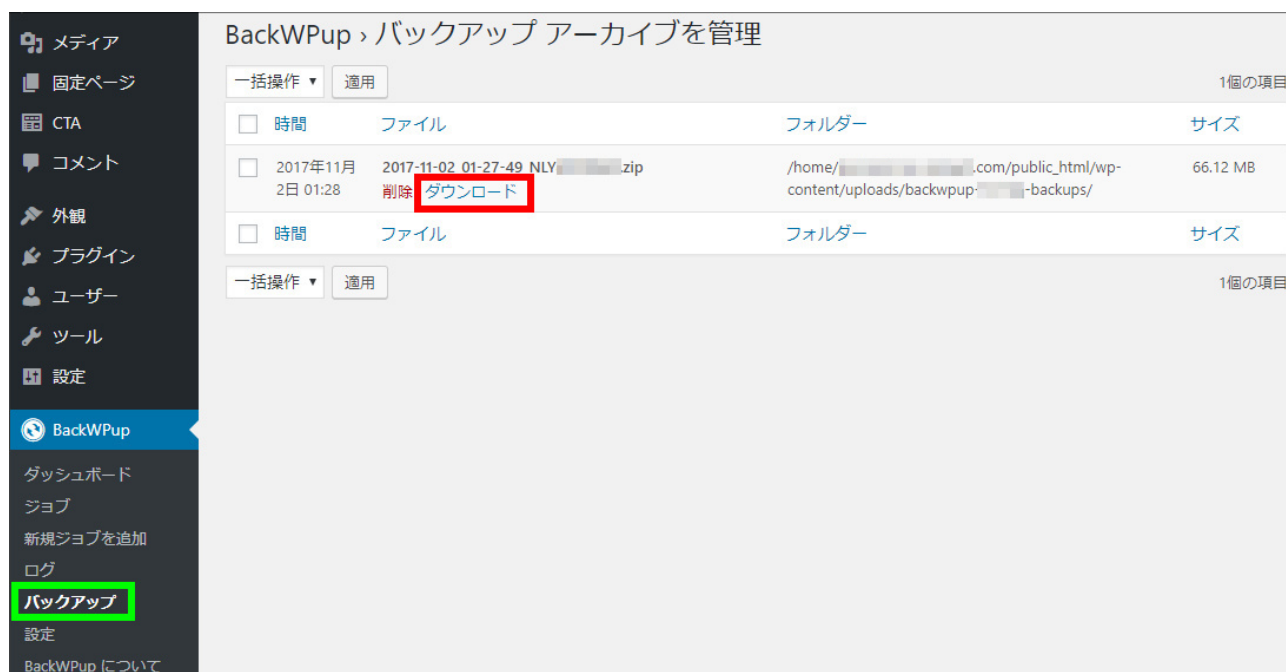 メディア
固定ページ
CTA
コメント
外観
プラグイン
ユーザー
ツール
設定
BackWPup
ダッシュボード
ジョブ
新規ジョブを追加
ログ
バックアップ
設定
BackWPup について
BackWPup › バックアップ アーカイブを管理
一括操作 ▼ 適用 1個の項目
時間 ファイル フォルダー サイズ
2017年11月 2017-11-02_01-27-49_NLY .zip /home/ .com/public_html/wp- 66.12 MB
2日 01:28 削除 ダウンロード content/uploads/backwpup- -backups/
時間 ファイル フォルダー サイズ
一括操作 ▼ 適用 1個の項目